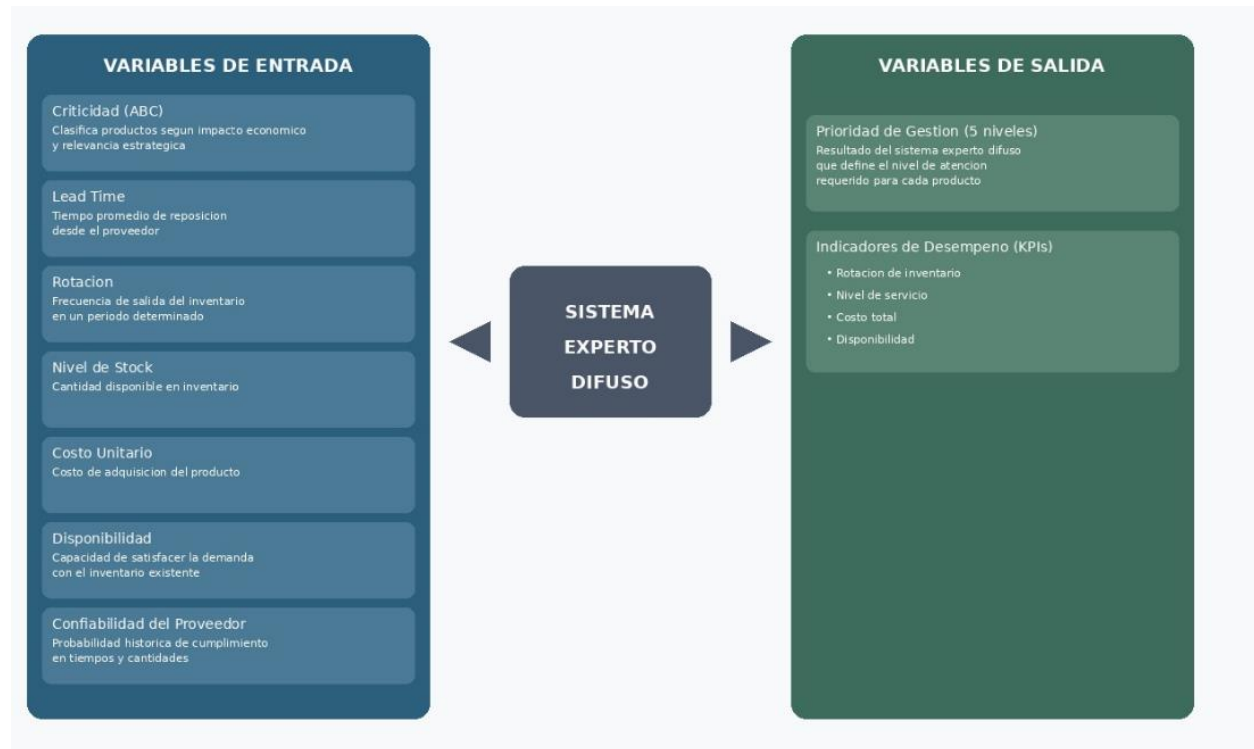 VARIABLES DE ENTRADA
Criticidad (ABC)
Clasifica productos segun impacto economico
y relevancia estrategica
Lead Time
Tiempo promedio de reposicion
desde el proveedor
Rotacion
Frecuencia de salida del inventario
en un periodo determinado
Nivel de Stock
Cantidad disponible en inventario
Costo Unitario
Costo de adquisicion del producto
Disponibilidad
Capacidad de satisfacer la demanda
con el inventario existente
Confiabilidad del Proveedor
Probabilidad historica de cumplimiento
en tiempos y cantidades
SISTEMA
EXPERTO
DIFUSO
VARIABLES DE SALIDA
Prioridad de Gestion (5 niveles)
Resultado del sistema experto difuso
que define el nivel de atencion
requerido para cada producto
Indicadores de Desempeno (KPIs)
• Rotacion de inventario
• Nivel de servicio
• Costo total
• Disponibilidad